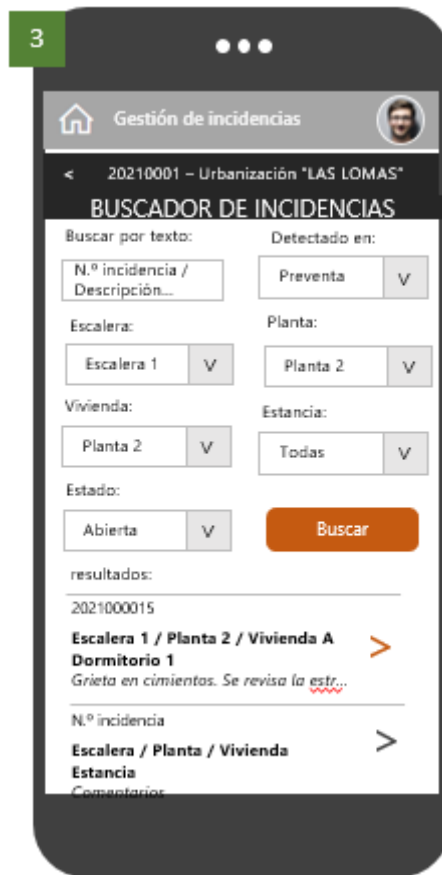 3
Gestión de incidencias
< 20210001 – Urbanización "LAS LOMAS"
BUSCADOR DE INCIDENCIAS
Buscar por texto:
Detectado en:
N.º incidencia /
Descripción...
Preventa V
Escalera:
Planta:
Escalera 1 V
Planta 2 V
Vivienda:
Estancia:
Planta 2 V
Todas V
Estado:
Abierta V
Buscar
resultados:
2021000015
Escalera 1 / Planta 2 / Vivienda A
Dormitorio 1
Grieta en cimientos. Se revisa la estr...
>
N.º incidencia
Escalera / Planta / Vivienda
Estancia
Comentarios
>